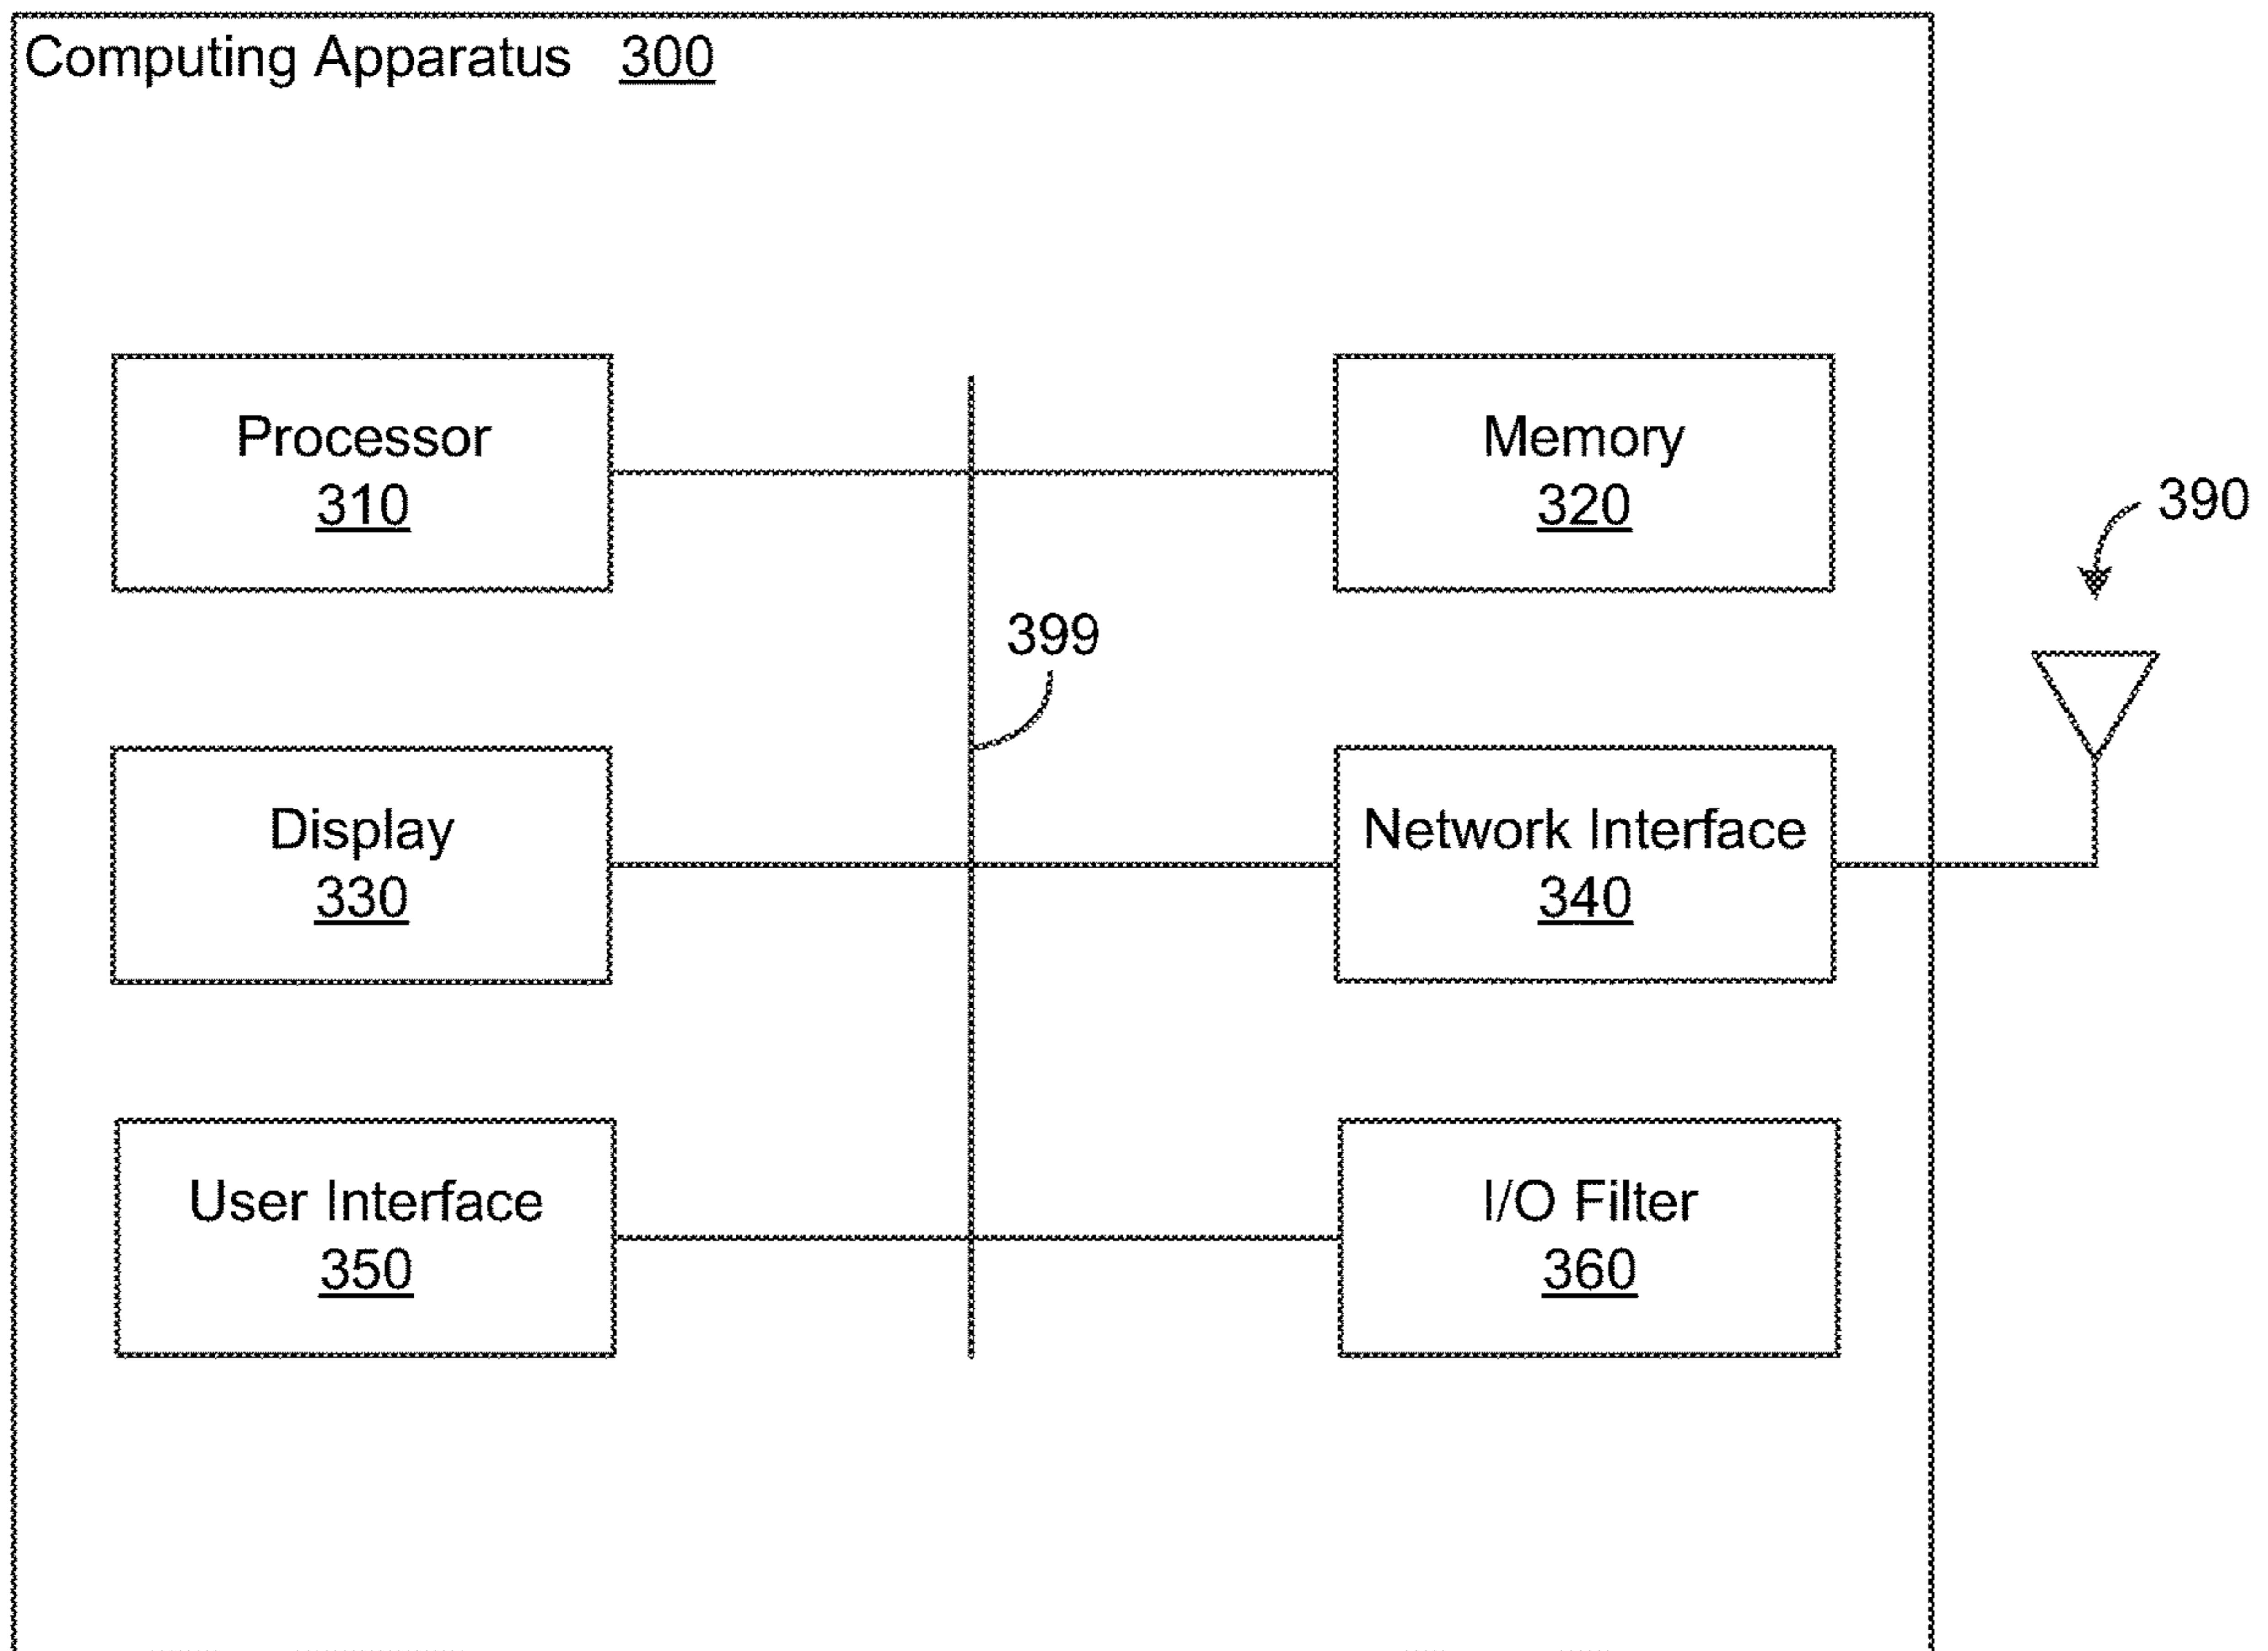 Computing Apparatus 300
Processor
310
Memory
320
390
399
Display
330
Network Interface
340
User Interface
350
I/O Filter
360